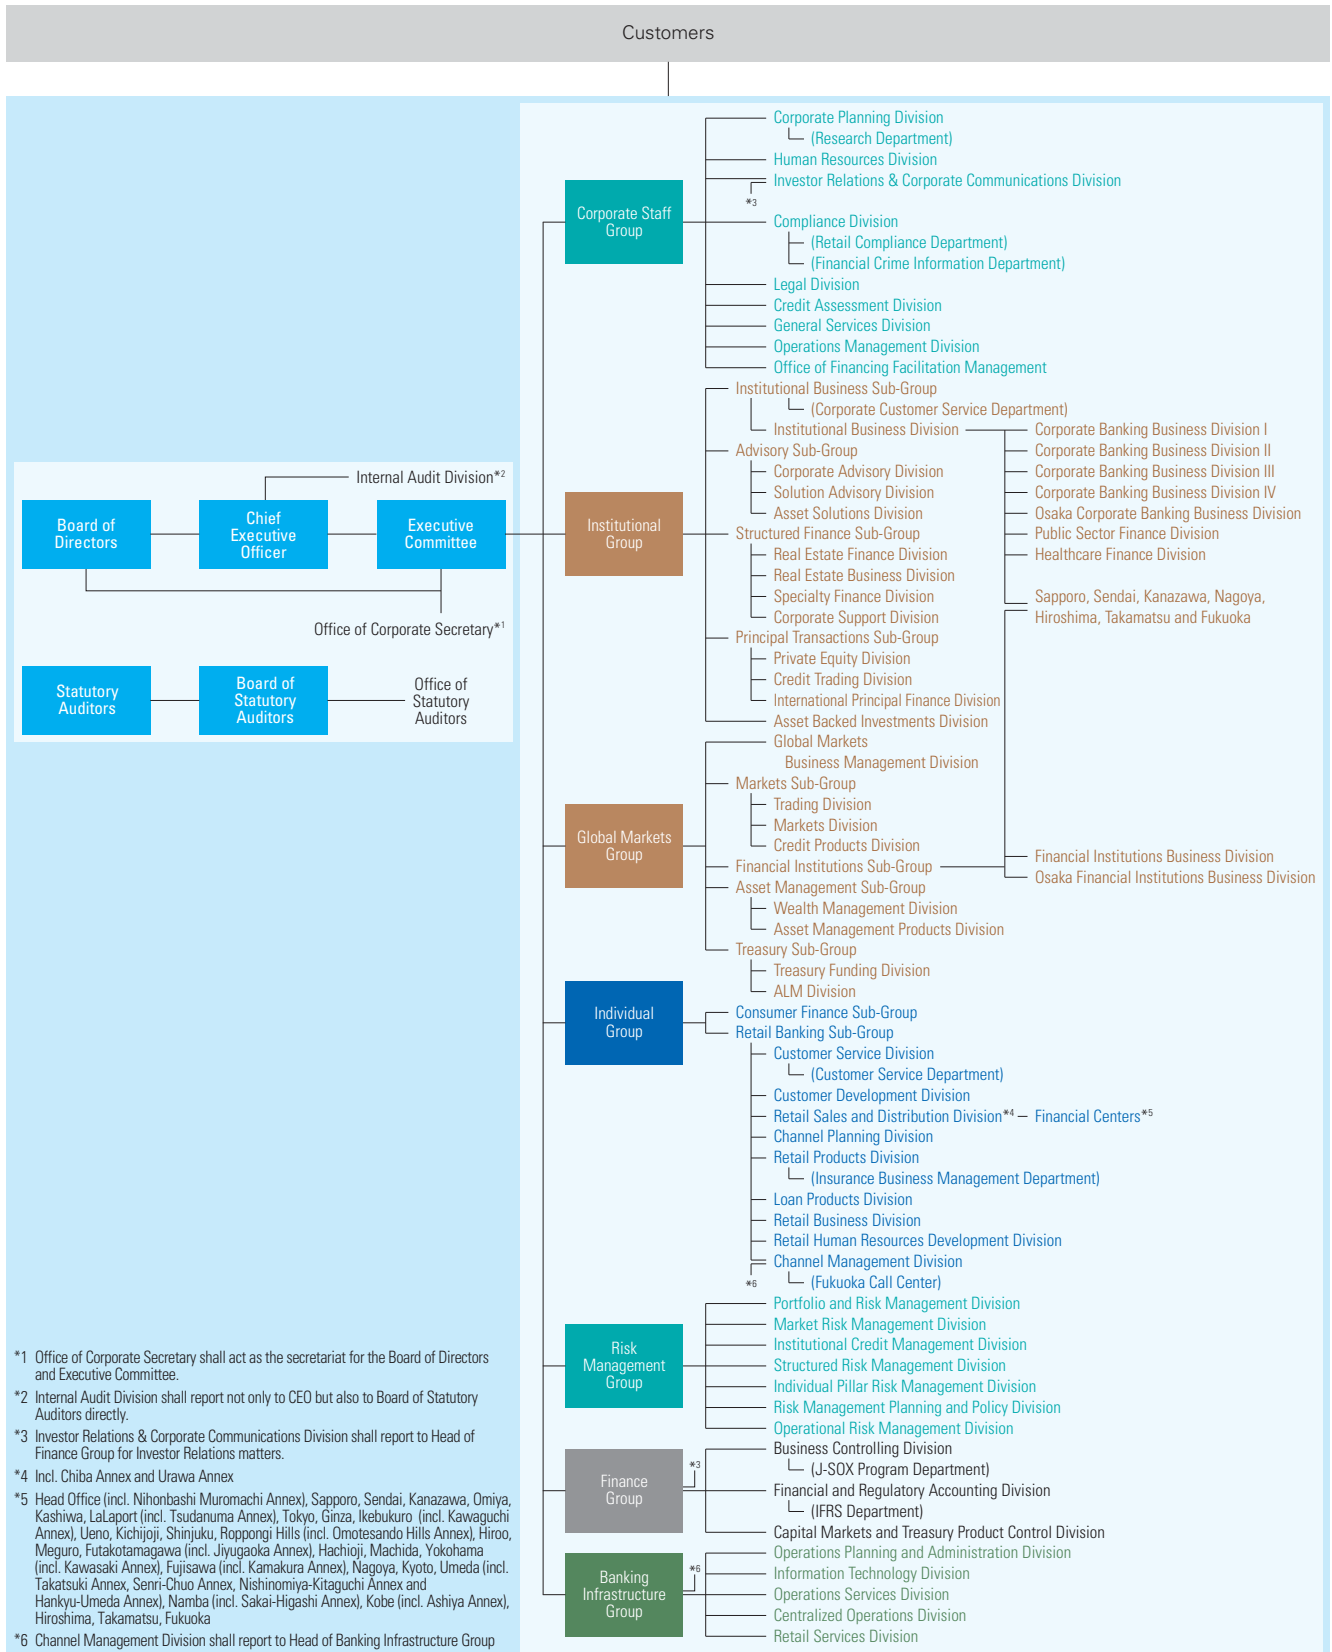 Customers
Corporate Planning Division
(Research Department)
Human Resources Division
Investor Relations & Corporate Communications Division
*3
Corporate Staff
Group
Compliance Division
(Retail Compliance Department)
(Financial Crime Information Department)
Legal Division
Credit Assessment Division
General Services Division
Operations Management Division
Office of Financing Facilitation Management
Institutional Business Sub-Group
(Corporate Customer Service Department)
Institutional Business Division
Corporate Banking Business Division I
Corporate Banking Business Division II
Corporate Banking Business Division III
Corporate Banking Business Division IV
Osaka Corporate Banking Business Division
Public Sector Finance Division
Healthcare Finance Division
Sapporo, Sendai, Kanazawa, Nagoya,
Hiroshima, Takamatsu and Fukuoka
Advisory Sub-Group
Corporate Advisory Division
Solution Advisory Division
Asset Solutions Division
Institutional
Group
Structured Finance Sub-Group
Real Estate Finance Division
Real Estate Business Division
Specialty Finance Division
Corporate Support Division
Principal Transactions Sub-Group
Private Equity Division
Credit Trading Division
International Principal Finance Division
Asset Backed Investments Division
Internal Audit Division*2
Board of
Directors
Chief
Executive
Officer
Executive
Committee
Office of Corporate Secretary*1
Statutory
Auditors
Board of
Statutory
Auditors
Office of
Statutory
Auditors
Global Markets
Business Management Division
Markets Sub-Group
Trading Division
Markets Division
Credit Products Division
Global Markets
Group
Financial Institutions Sub-Group
Financial Institutions Business Division
Osaka Financial Institutions Business Division
Asset Management Sub-Group
Wealth Management Division
Asset Management Products Division
Treasury Sub-Group
Treasury Funding Division
ALM Division
Individual
Group
Consumer Finance Sub-Group
Retail Banking Sub-Group
Customer Service Division
(Customer Service Department)
Customer Development Division
Retail Sales and Distribution Division*4
Financial Centers*5
Channel Planning Division
Retail Products Division
(Insurance Business Management Department)
Loan Products Division
Retail Business Division
Retail Human Resources Development Division
Channel Management Division
*6
(Fukuoka Call Center)
Risk
Management
Group
Portfolio and Risk Management Division
Market Risk Management Division
Institutional Credit Management Division
Structured Risk Management Division
Individual Pillar Risk Management Division
Risk Management Planning and Policy Division
Operational Risk Management Division
Finance
Group
*3
Business Controlling Division
(J-SOX Program Department)
Financial and Regulatory Accounting Division
(IFRS Department)
Capital Markets and Treasury Product Control Division
Banking
Infrastructure
Group
*6
Operations Planning and Administration Division
Information Technology Division
Operations Services Division
Centralized Operations Division
Retail Services Division
*1 Office of Corporate Secretary shall act as the secretariat for the Board of Directors
and Executive Committee.
*2 Internal Audit Division shall report not only to CEO but also to Board of Statutory
Auditors directly.
*3 Investor Relations & Corporate Communications Division shall report to Head of
Finance Group for Investor Relations matters.
*4 Incl. Chiba Annex and Urawa Annex
*5 Head Office (incl. Nihonbashi Muromachi Annex), Sapporo, Sendai, Kanazawa, Omiya,
Kashiwa, LaLaport (incl. Tsudanuma Annex), Tokyo, Ginza, Ikebukuro (incl. Kawaguchi
Annex), Ueno, Kichijoji, Shinjuku, Roppongi Hills (incl. Omotesando Hills Annex), Hiroo,
Meguro, Futakotamagawa (incl. Jiyugaoka Annex), Hachioji, Machida, Yokohama
(incl. Kawasaki Annex), Fujisawa (incl. Kamakura Annex), Nagoya, Kyoto, Umeda (incl.
Takatsuki Annex, Senri-Chuo Annex, Nishinomiya-Kitaguchi Annex and
Hankyu-Umeda Annex), Namba (incl. Sakai-Higashi Annex), Kobe (incl. Ashiya Annex),
Hiroshima, Takamatsu, Fukuoka
*6 Channel Management Division shall report to Head of Banking Infrastructure Group